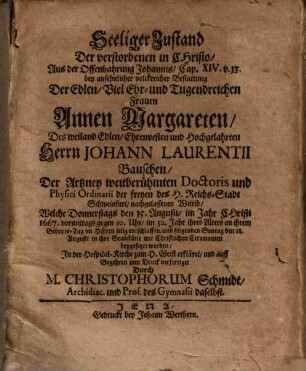 Seeliger Zustand
Der verstorbenen in CHristo/
Aus der Offenbahrung Johannis/ Cap. XIV. v. 13.
bey ansehnlicher volckreicher Bestattung
Der Edlen/ Viel Ehr- und Tugendreichen
Frauen
Annen Margareten/
Des weiland Edlen/ Ehrenvesten und Hochgelahrten
Herrn JOHANN LAURENTII
Bauschen/
Der Artzney weitberühmten Doctoris und
Physici Ordinarii der freyen des H. Reichs-Stadt
Schweinfurt/ nachgelassenen Wittib/
Welche Donnerstags den 15. Augusti/ im Jahr CHristi
1667. vormittags gegen 10. Uhr/ im 52. Jahr ihres Alters an ihrem
Geburts-Tag im HErrn selig entschlaffen/ und folgenden Sontag den 18.
Augusti in ihre Grabstäte mit Christlichen Ceremonien
beygesetzet worden/
In der Hospital-Kirche zum H. Geist erkläret/ und auff
Begehren zum Druck verfertiget
Durch
M. CHRISTOPHORUM Schmidt/
Archidiac. und Prof. des Gymnasii daselbst.
JENA/
Gedruckt bey Johann Werthern.